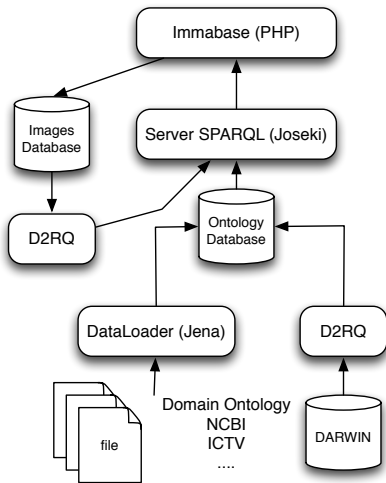 Immabase (PHP)
Images
Database
Server SPARQL (Joseki)
D2RQ
Ontology
Database
DataLoader (Jena)
D2RQ
file
Domain Ontology
NCBI
ICTV
....
DARWIN